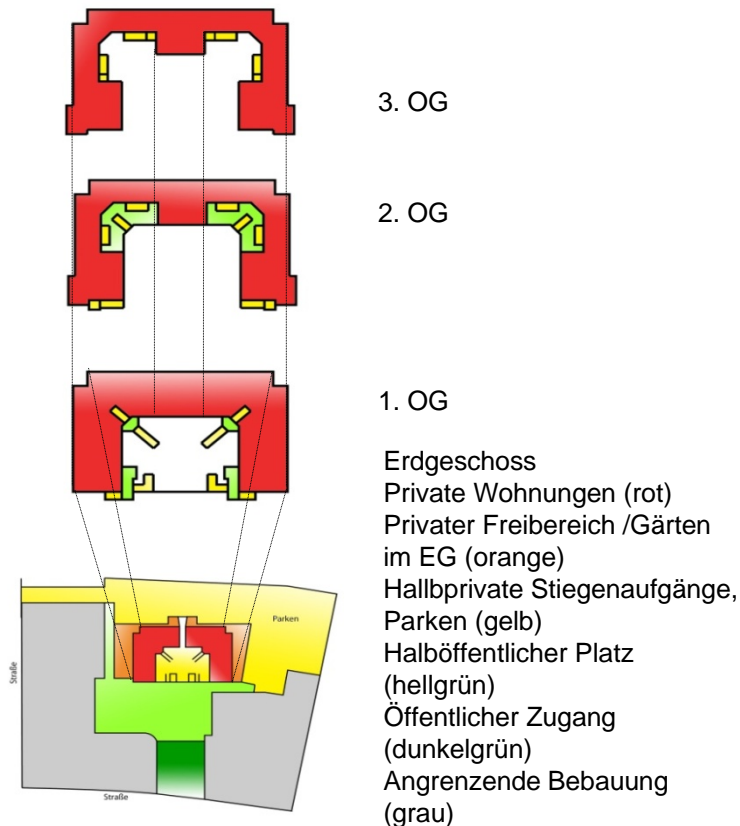 3. OG
2. OG
1. OG
Erdgeschoss
Private Wohnungen (rot)
Privater Freibereich /Gärten
im EG (orange)
Hallbprivate Stiegenaufgänge,
Parken (gelb)
Halböffentlicher Platz
(hellgrün)
Öffentlicher Zugang
(dunkelgrün)
Angrenzende Bebauung
(grau)
Parken
Straße
Straße